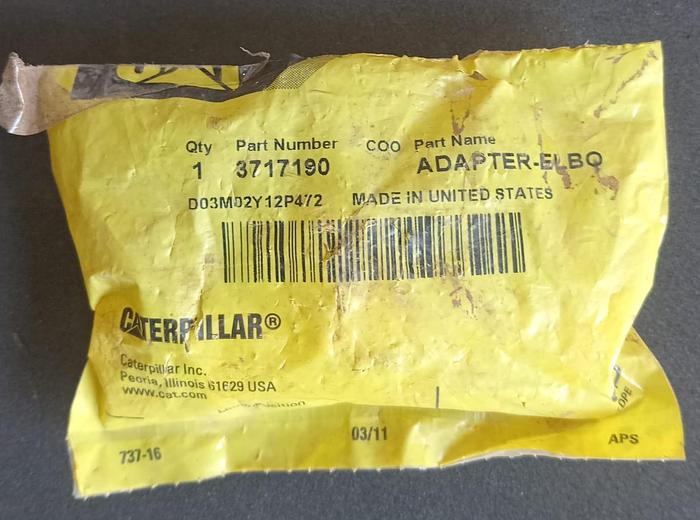 Qty Part Number COO Part Name
1 3717190 ADAPTER-ELBO
D03M02Y12P472 MADE IN UNITED STATES
CATERPILLAR®
Caterpillar Inc.
Peoria, Illinois 61629 USA
www.cat.com
03/11
737-16
APS